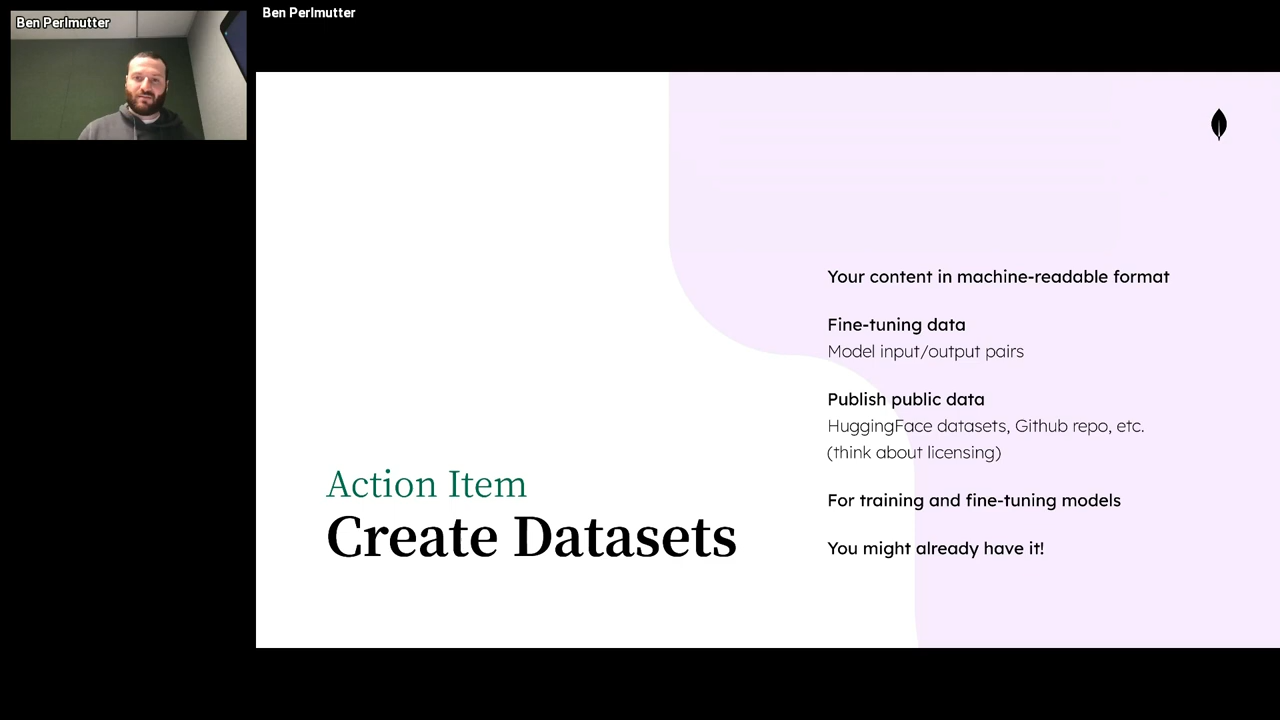 Ben Perlmutter
Ben Perlmutter
Your content in machine-readable format
Fine-tuning data
Model input/output pairs
Publish public data
HuggingFace datasets, Github repo, etc.
(think about licensing)
For training and fine-tuning models
You might already have it!
Action Item
Create Datasets